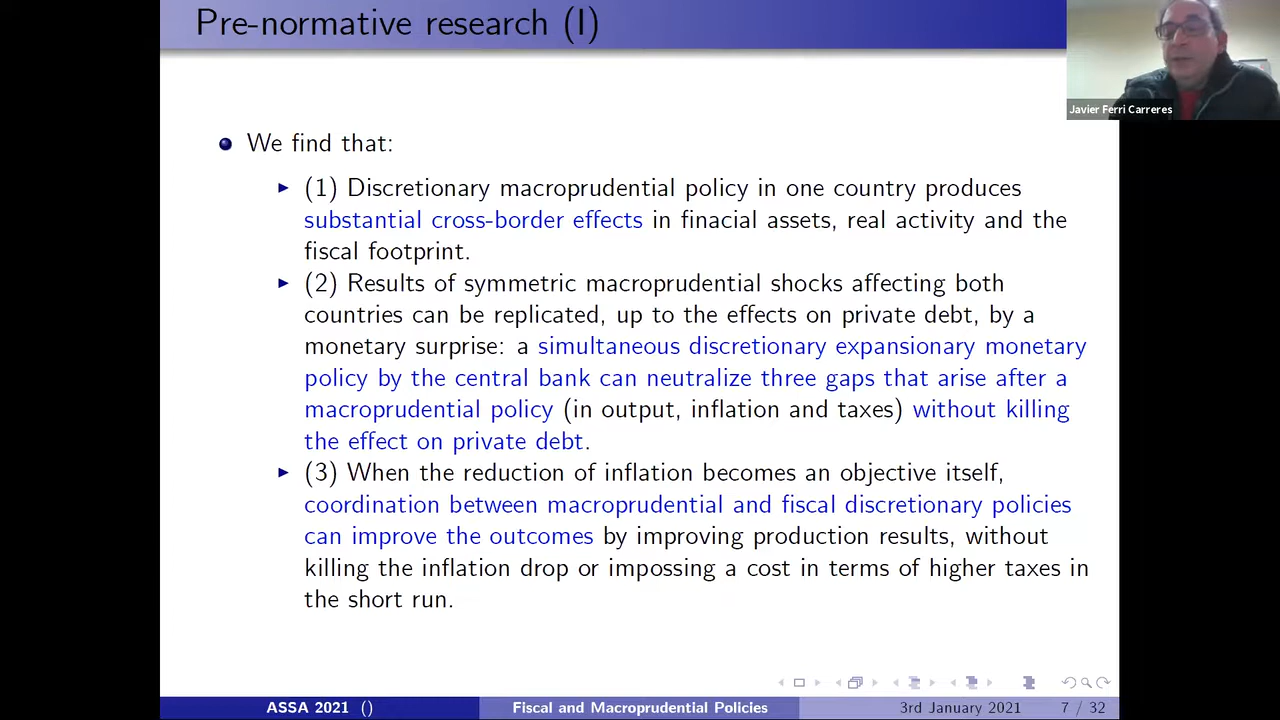 Pre-normative research (I)
Javier Ferri Carreres
We find that:
(1) Discretionary macroprudential policy in one country produces
substantial cross-border effects in finacial assets, real activity and the
fiscal footprint.
(2) Results of symmetric macroprudential shocks affecting both
countries can be replicated, up to the effects on private debt, by a
monetary surprise: a simultaneous discretionary expansionary monetary
policy by the central bank can neutralize three gaps that arise after a
macroprudential policy (in output, inflation and taxes) without killing
the effect on private debt.
(3) When the reduction of inflation becomes an objective itself,
coordination between macroprudential and fiscal discretionary policies
can improve the outcomes by improving production results, without
killing the inflation drop or impossing a cost in terms of higher taxes in
the short run.
ASSA 2021 ()
Fiscal and Macroprudential Policies
3rd January 2021
7 / 32